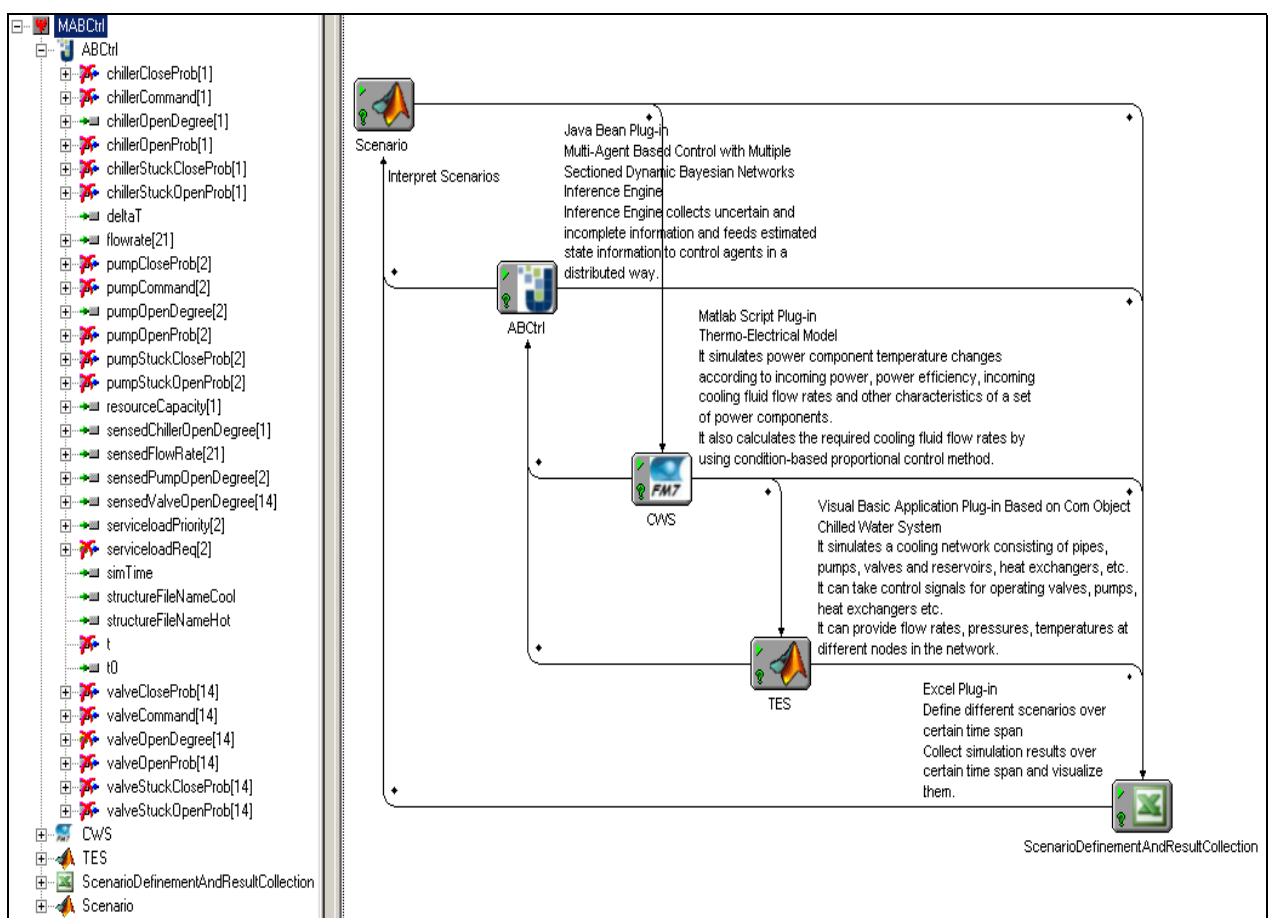 MABCtrl
ABCtrl
chillerCloseProb[1]
chillerCommand[1]
chillerOpenDegree[1]
chillerOpenProb[1]
chillerStuckCloseProb[1]
chillerStuckOpenProb[1]
deltaT
flowrate[21]
pumpCloseProb[2]
pumpCommand[2]
pumpOpenDegree[2]
pumpOpenProb[2]
pumpStuckCloseProb[2]
pumpStuckOpenProb[2]
resourceCapacity[1]
sensedChillerOpenDegree[1]
sensedFlowRate[21]
sensedPumpOpenDegree[2]
sensedValveOpenDegree[14]
serviceloadPriority[2]
serviceloadReq[2]
simTime
structureFileNameCool
structureFileNameHot
t
t0
valveCloseProb[14]
valveCommand[14]
valveOpenDegree[14]
valveOpenProb[14]
valveStuckCloseProb[14]
valveStuckOpenProb[14]
CWS
TES
ScenarioDefinementAndResultCollection
Scenario
Scenario
Interpret Scenarios
Java Bean Plug-in
Multi-Agent Based Control with Multiple
Sectioned Dynamic Bayesian Networks
Inference Engine
Inference Engine collects uncertain and
incomplete information and feeds estimated
state information to control agents in a
distributed way.
ABCtrl
Matlab Script Plug-in
Thermo-Electrical Model
It simulates power component temperature changes
according to incoming power, power efficiency, incoming
cooling fluid flow rates and other characteristics of a set
of power components.
It also calculates the required cooling fluid flow rates by
using condition-based proportional control method.
FM7
CWS
Visual Basic Application Plug-in Based on Com Object
Chilled Water System
It simulates a cooling network consisting of pipes,
pumps, valves and reservoirs, heat exchangers, etc.
It can take control signals for operating valves, pumps,
heat exchangers etc.
It can provide flow rates, pressures, temperatures at
different nodes in the network.
TES
Excel Plug-in
Define different scenarios over
certain time span
Collect simulation results over
certain time span and visualize
them.
ScenarioDefinementAndResultCollection